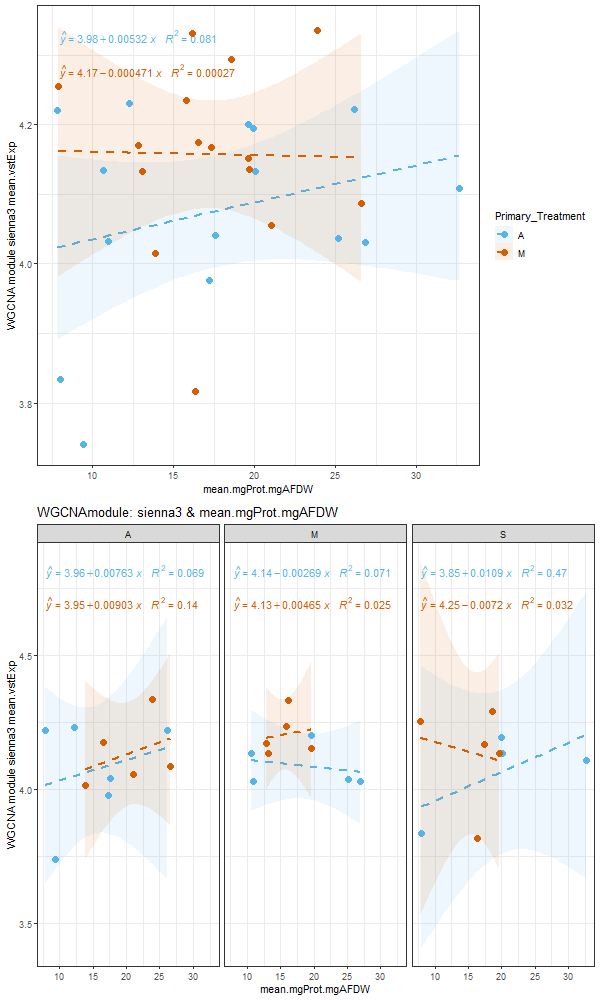 ŷ = 3.98 + 0.00532 x   R² = 0.081
ŷ = 4.17 − 0.000471 x   R² = 0.00027
4.2
4.0
3.8
WGCNA module sienna3 mean.vstExp
10 15 20 25 30
mean.mgProt.mgAFDW
Primary_Treatment
A
M
WGCNAmodule: sienna3 & mean.mgProt.mgAFDW
A M S
ŷ = 3.96 + 0.00763 x   R² = 0.069
ŷ = 3.95 + 0.00903 x   R² = 0.14
ŷ = 4.14 − 0.00269 x   R² = 0.071
ŷ = 4.13 + 0.00465 x   R² = 0.025
ŷ = 3.85 + 0.0109 x   R² = 0.47
ŷ = 4.25 − 0.0072 x   R² = 0.032
4.5
4.0
3.5
WGCNA module sienna3 mean.vstExp
10 15 20 25 30 10 15 20 25 30 10 15 20 25 30
mean.mgProt.mgAFDW